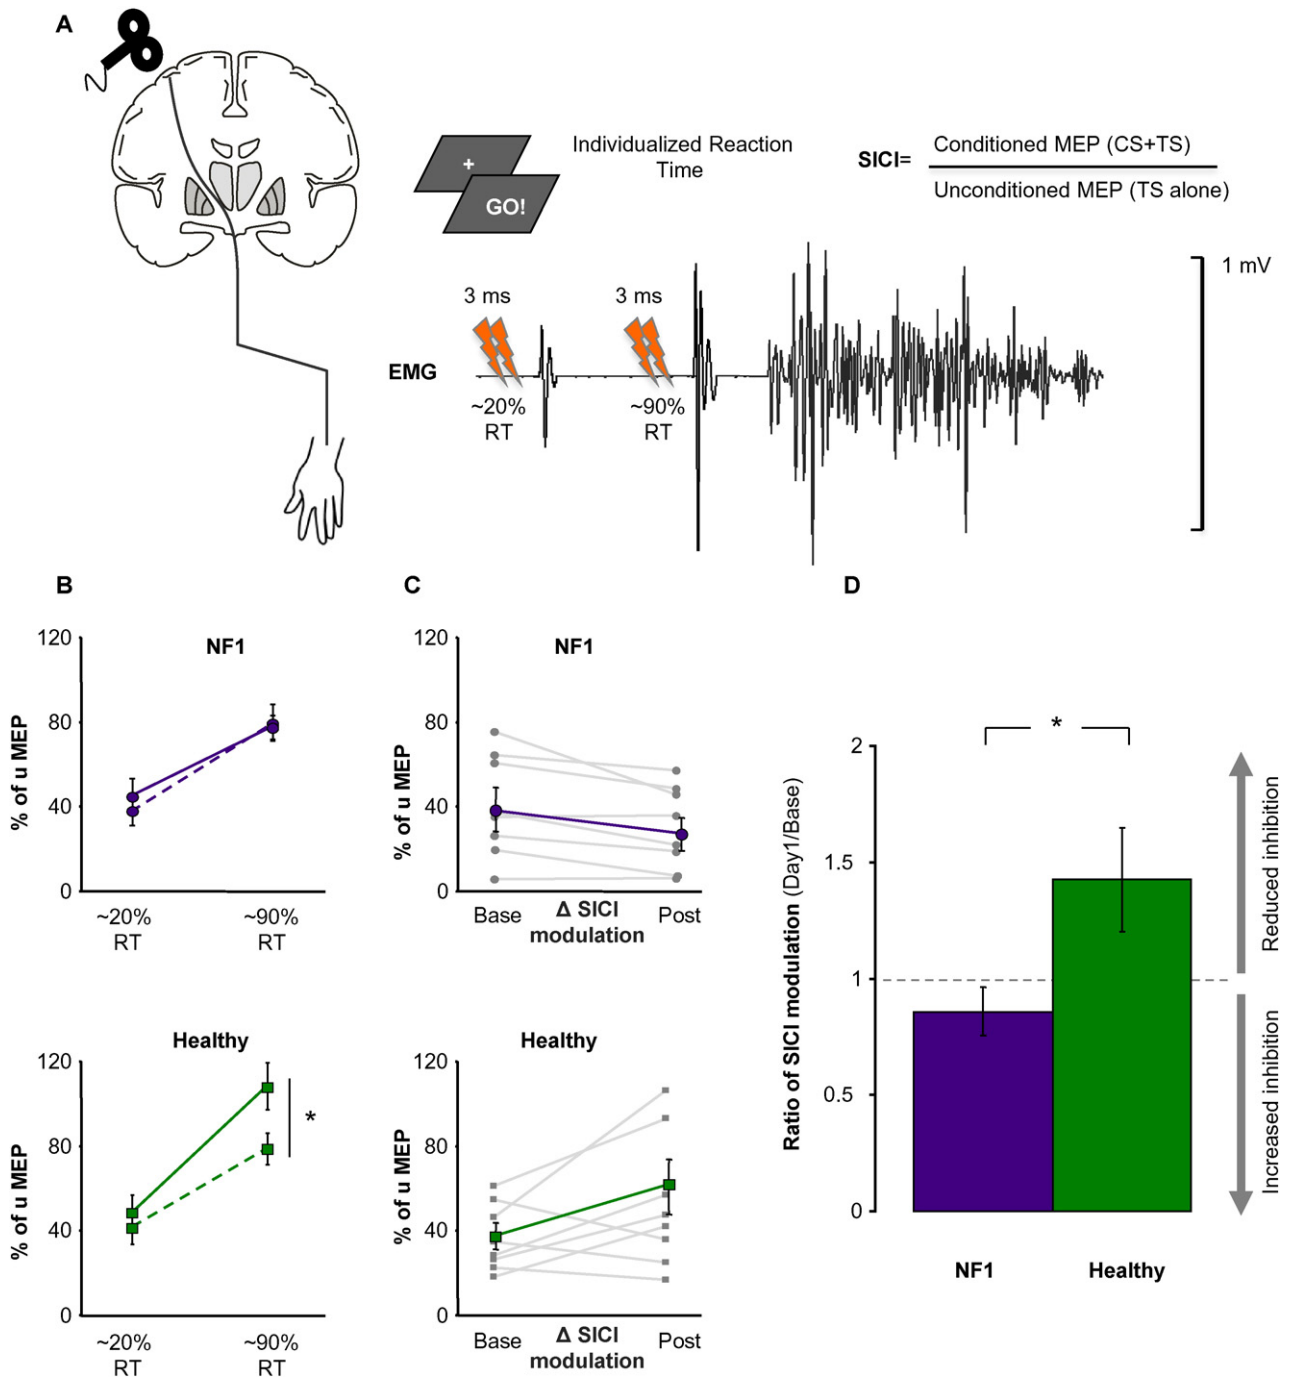 A
+
GO!
Individualized Reaction
Time
SICI=
Conditioned MEP (CS+TS)
Unconditioned MEP (TS alone)
1 mV
3 ms
3 ms
EMG
~20%
RT
~90%
RT
B
NF1
% of u MEP
120
80
40
0
~20%
RT
~90%
RT
Healthy
% of u MEP
120
80
40
0
*
~20%
RT
~90%
RT
C
NF1
% of u MEP
120
80
40
0
Base
Δ SICI
modulation
Post
Healthy
% of u MEP
120
80
40
0
Base
Δ SICI
modulation
Post
D
*
Ratio of SICI modulation (Day1/Base)
2
1.5
1
0.5
0
NF1
Healthy
Reduced inhibition
Increased inhibition